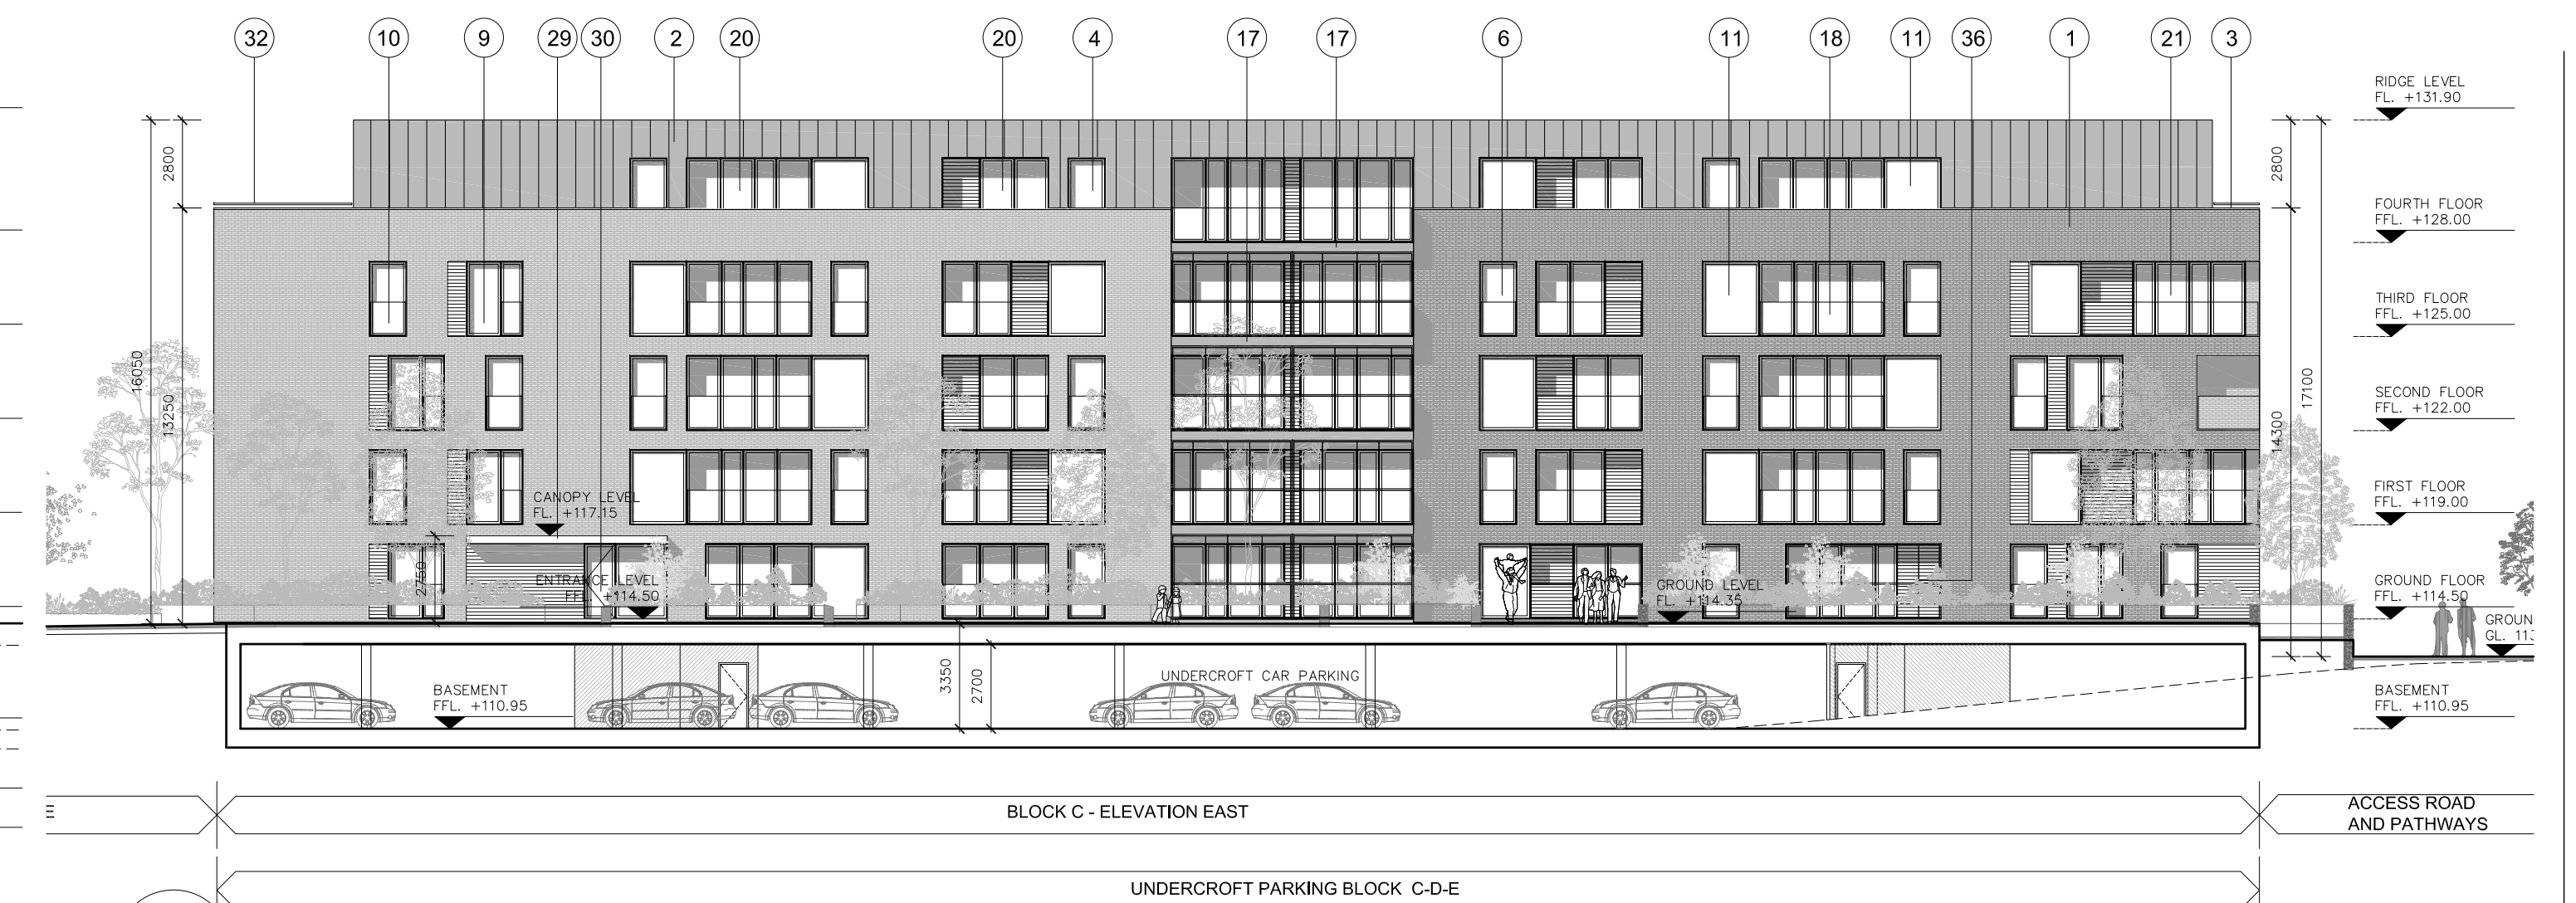 32
10
9
29
30
2
20
20
4
17
17
6
11
18
11
36
1
21
3
RIDGE LEVEL
FL. +131.90
2800
2800
FOURTH FLOOR
FFL. +128.00
THIRD FLOOR
FFL. +125.00
16050
13250
17100
14300
SECOND FLOOR
FFL. +122.00
CANOPY LEVEL
FL. +117.15
FIRST FLOOR
FFL. +119.00
2750
ENTRANCE LEVEL
FFL. +114.50
GROUND LEVEL
FL. +114.35
GROUND FLOOR
FFL. +114.50
GROUN
GL. 113
3350
2700
UNDERCROFT CAR PARKING
BASEMENT
FFL. +110.95
BASEMENT
FFL. +110.95
E
BLOCK C - ELEVATION EAST
ACCESS ROAD
AND PATHWAYS
UNDERCROFT PARKING BLOCK C-D-E